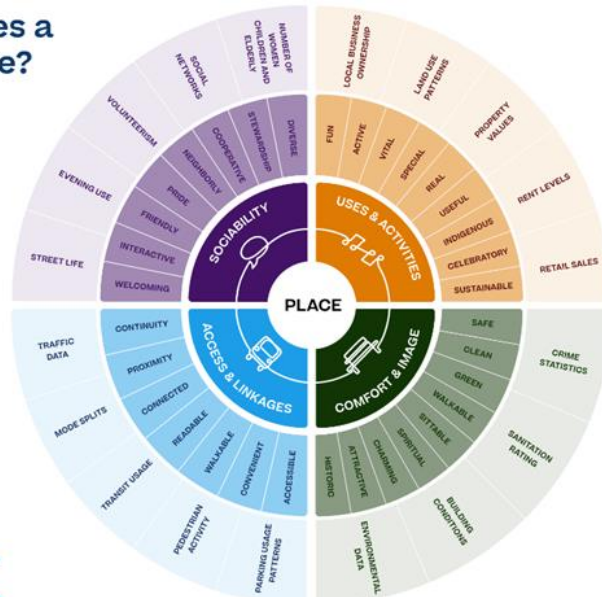 es a
e?
NUMBER OF
WOMEN
CHILDREN AND
ELDERLY
SOCIAL
NETWORKS
VOLUNTEERISM
EVENING USE
STREET LIFE
DIVERSE
STEWARDSHIP
COOPERATIVE
NEIGHBORLY
PRIDE
FRIENDLY
INTERACTIVE
WELCOMING
SOCIABILITY
LOCAL BUSINESS
OWNERSHIP
LAND USE
PATTERNS
PROPERTY
VALUES
RENT LEVELS
RETAIL SALES
FUN
ACTIVE
VITAL
SPECIAL
REAL
USEFUL
INDIGENOUS
CELEBRATORY
SUSTAINABLE
USES & ACTIVITIES
PLACE
ACCESS & LINKAGES
CONTINUITY
PROXIMITY
CONNECTED
READABLE
WALKABLE
CONVENIENT
ACCESSIBLE
TRAFFIC
DATA
MODE SPLITS
TRANSIT USAGE
PEDESTRIAN
ACTIVITY
PARKING USAGE
PATTERNS
COMFORT & IMAGE
SAFE
CLEAN
GREEN
WALKABLE
SITTABLE
SPIRITUAL
CHARMING
ATTRACTIVE
HISTORIC
CRIME
STATISTICS
SANITATION
RATING
BUILDING
CONDITIONS
ENVIRONMENTAL
DATA